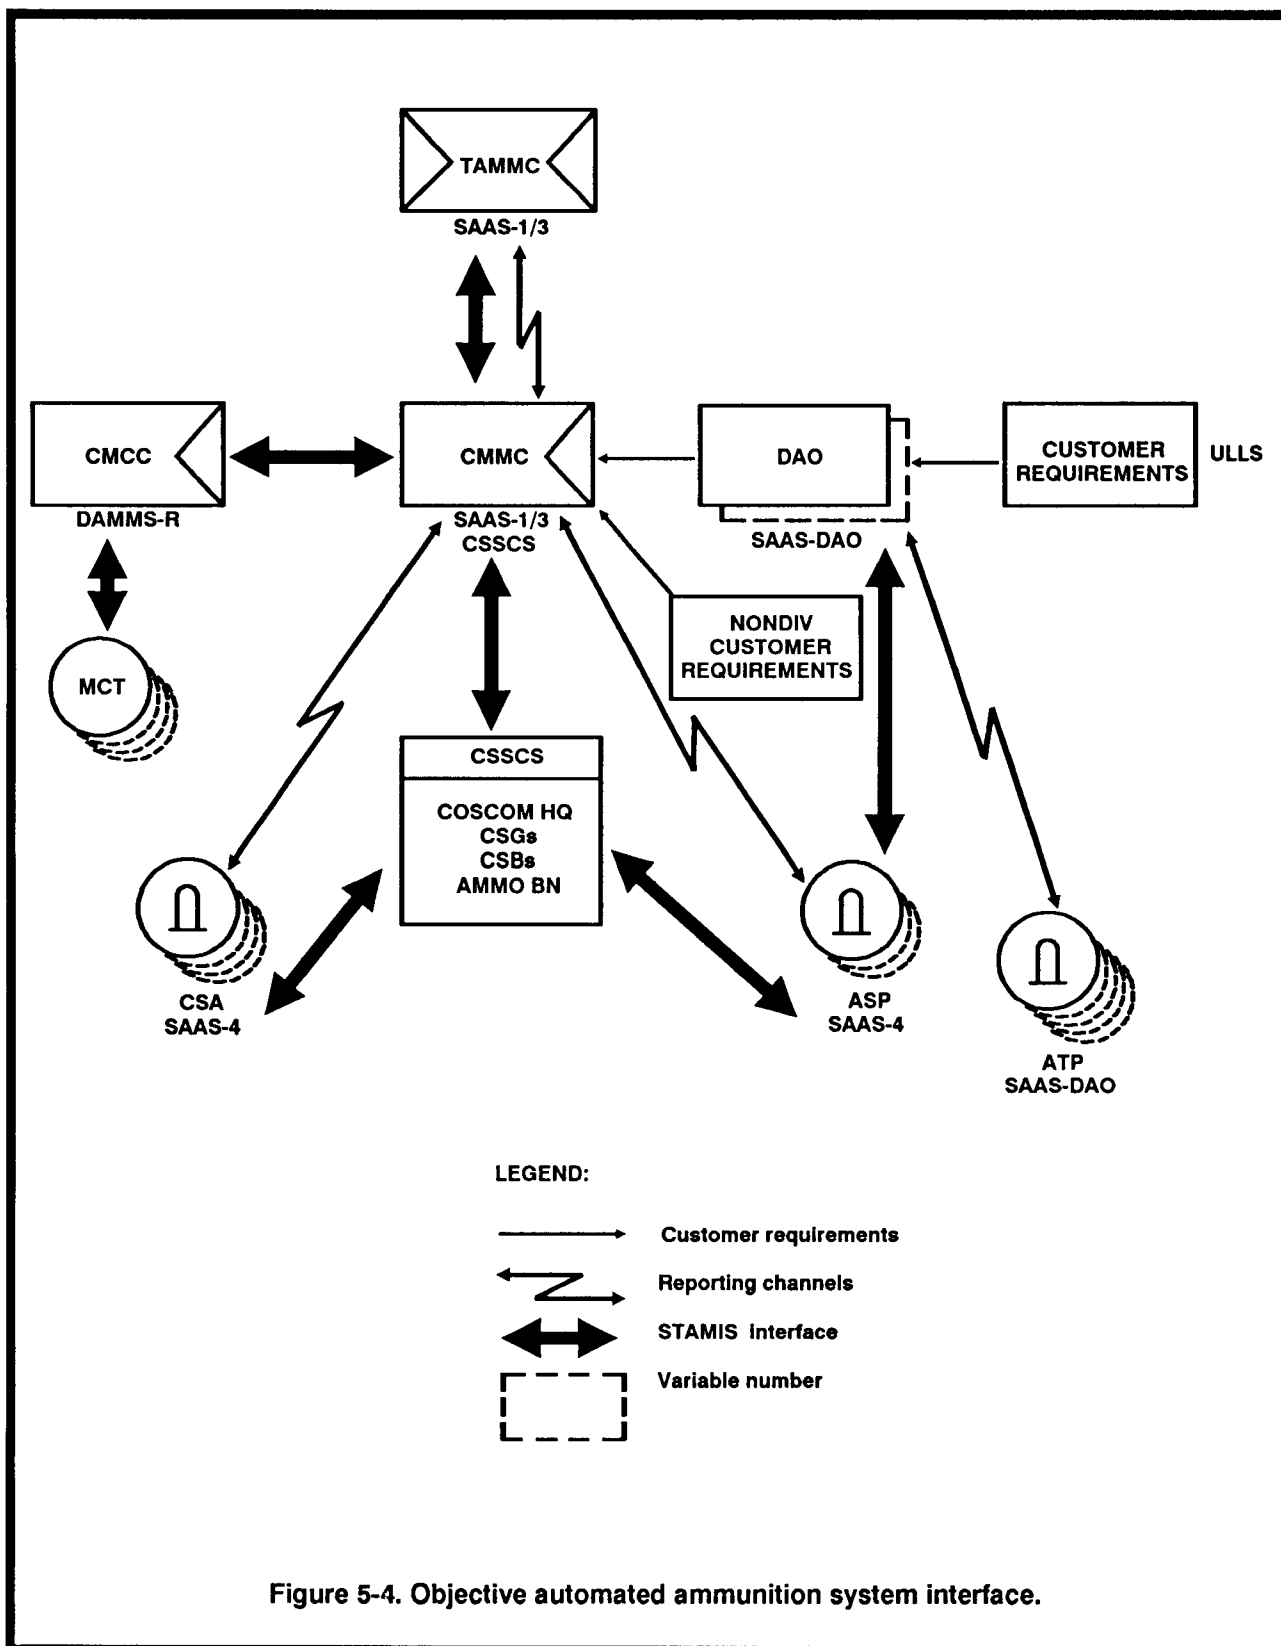 TAMMC
SAAS-1/3
CMCC
DAMMS-R
CMMC
SAAS-1/3
CSSCS
DAO
SAAS-DAO
CUSTOMER
REQUIREMENTS
ULLS
NONDIV
CUSTOMER
REQUIREMENTS
MCT
CSSCS
COSCOM HQ
CSGs
CSBs
AMMO BN
CSA
SAAS-4
ASP
SAAS-4
ATP
SAAS-DAO
LEGEND:
Customer requirements
Reporting channels
STAMIS interface
Variable number
Figure 5-4. Objective automated ammunition system interface.